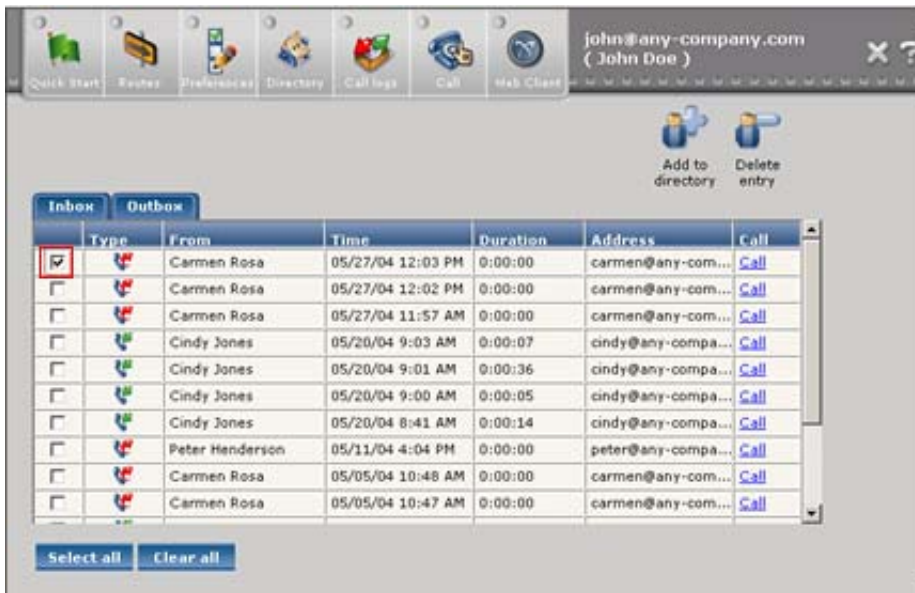 john@any-company.com
( John Doe )
Quick Start Routes Preferences Directory Call logs Call Web Client
Add to directory
Delete entry
Inbox Outbox
Type From Time Duration Address Call
Carmen Rosa 05/27/04 12:03 PM 0:00:00 carmen@any-com... Call
Carmen Rosa 05/27/04 12:02 PM 0:00:00 carmen@any-com... Call
Carmen Rosa 05/27/04 11:57 AM 0:00:00 carmen@any-com... Call
Cindy Jones 05/20/04 9:03 AM 0:00:07 cindy@any-compa... Call
Cindy Jones 05/20/04 9:01 AM 0:00:36 cindy@any-compa... Call
Cindy Jones 05/20/04 9:00 AM 0:00:05 cindy@any-compa... Call
Cindy Jones 05/20/04 8:41 AM 0:00:14 cindy@any-compa... Call
Peter Henderson 05/11/04 4:04 PM 0:00:00 peter@any-compa... Call
Carmen Rosa 05/05/04 10:48 AM 0:00:00 carmen@any-com... Call
Carmen Rosa 05/05/04 10:47 AM 0:00:00 carmen@any-com... Call
Select all Clear all